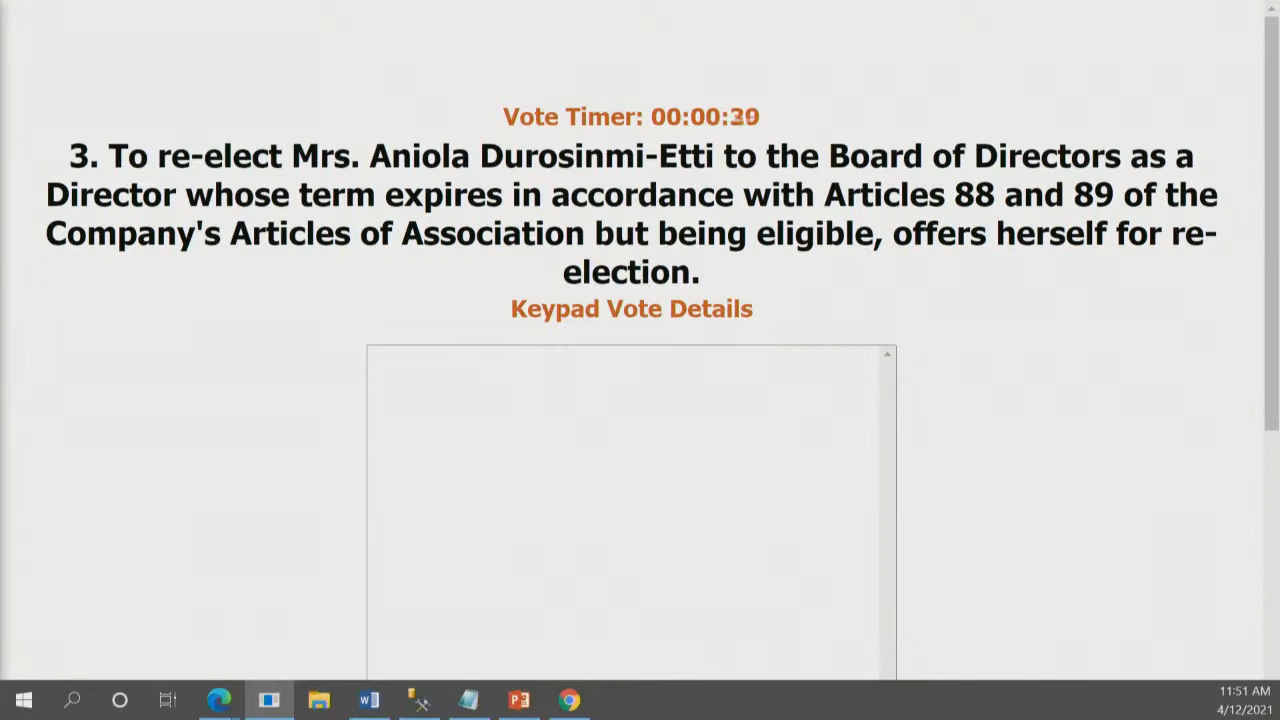 Vote Timer: 00:00:30
3. To re-elect Mrs. Aniola Durosinmi-Etti to the Board of Directors as a
Director whose term expires in accordance with Articles 88 and 89 of the
Company's Articles of Association but being eligible, offers herself for re-
election.
Keypad Vote Details
11:51 AM
4/12/2021